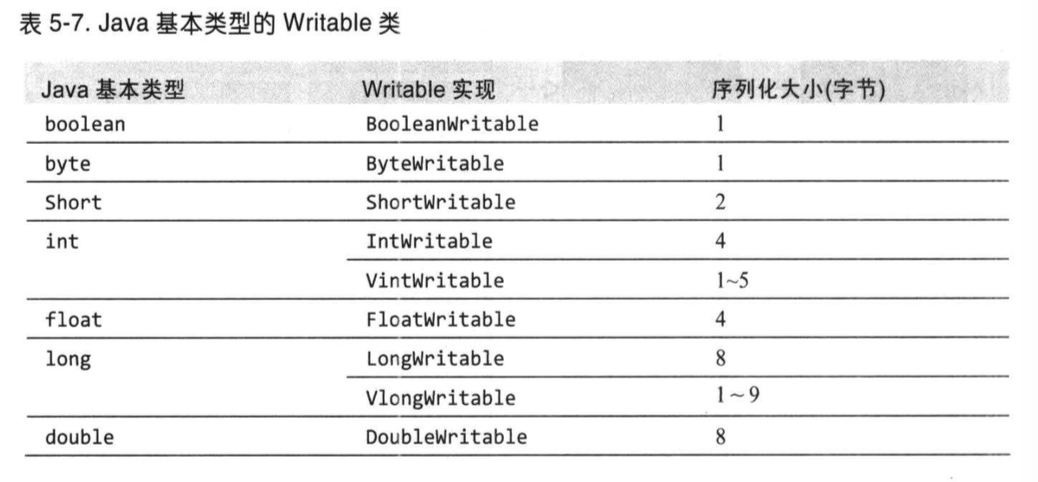 表 5-7. Java 基本类型的 Writable 类
Java 基本类型 Writable 实现 序列化大小(字节)
boolean BooleanWritable 1
byte ByteWritable 1
Short ShortWritable 2
int IntWritable 4
VintWritable 1~5
float FloatWritable 4
long LongWritable 8
VlongWritable 1~9
double DoubleWritable 8